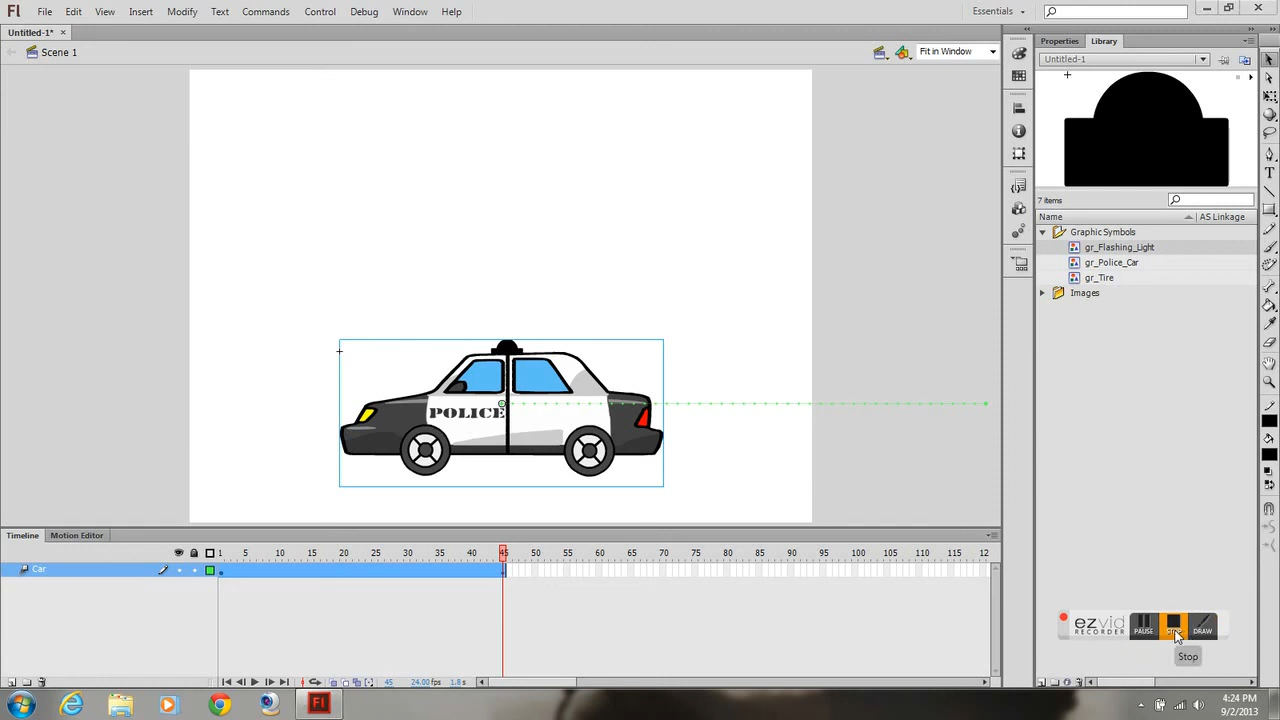 Fl File Edit View Insert Modify Text Commands Control Debug Window Help Essentials
Untitled-1* ×
Scene 1 Fit in Window
Properties Library
Untitled-1
7 items
Name AS Linkage
Graphic Symbols
gr_Flashing_Light
gr_Police_Car
gr_Tire
Images
POLICE
Timeline Motion Editor
1 5 10 15 20 25 30 35 40 45 50 55 60 65 70 75 80 85 90 95 100 105 110 115 12
Car
ezvid
RECORDER
PAUSE DRAW
Stop
45 24.00fps 1.8s
Fl
4:24 PM
9/2/2013